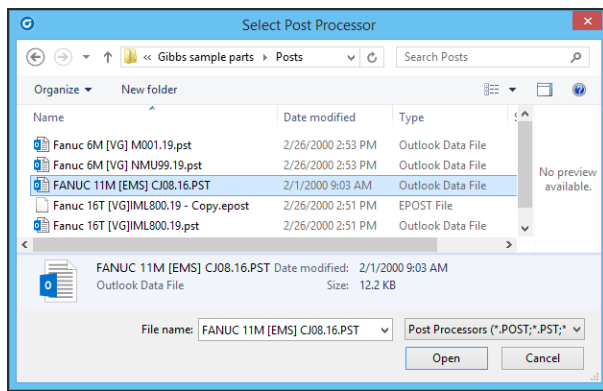 Select Post Processor
« Gibbs sample parts Posts Search Posts
Organize New folder
Name Date modified Type
Fanuc 6M [VG] M001.19.pst 2/26/2000 2:53 PM Outlook Data File
Fanuc 6M [VG] NMU99.19.pst 2/26/2000 2:53 PM Outlook Data File
FANUC 11M [EMS] CJ08.16.PST 2/1/2000 9:03 AM Outlook Data File
Fanuc 16T [VG]IML800.19 - Copy.epost 2/26/2000 2:51 PM EPOST File
Fanuc 16T [VG]IML800.19.pst 2/26/2000 2:51 PM Outlook Data File
No preview
available.
FANUC 11M [EMS] CJ08.16.PST Date modified: 2/1/2000 9:03 AM
Outlook Data File Size: 12.2 KB
File name: FANUC 11M [EMS] CJ08.16.PST Post Processors (*.POST;*.PST;*
Open Cancel